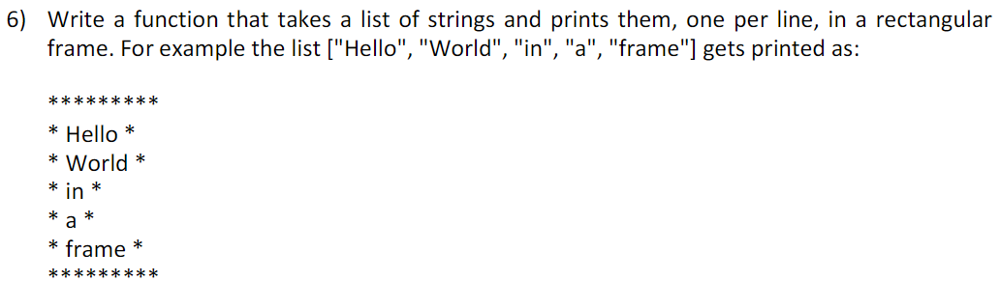 6) Write a function that takes a list of strings and prints them, one per line, in a rectangular
frame. For example the list ["Hello", "World", "in", "a", "frame"] gets printed as:
*********
* Hello *
* World *
* in *
* a *
* frame *
*********